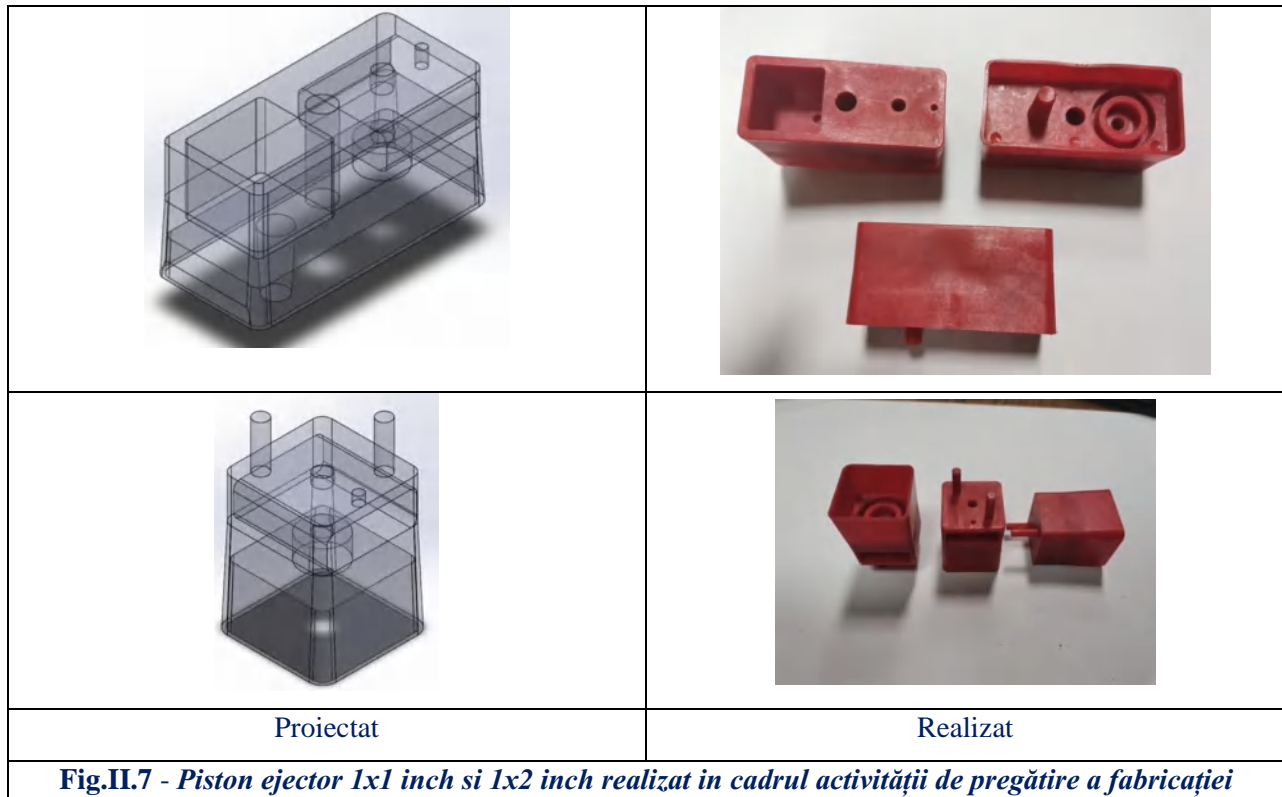 Proiectat
Realizat
Fig.II.7 - Piston ejector 1x1 inch si 1x2 inch realizat in cadrul activității de pregătire a fabricației